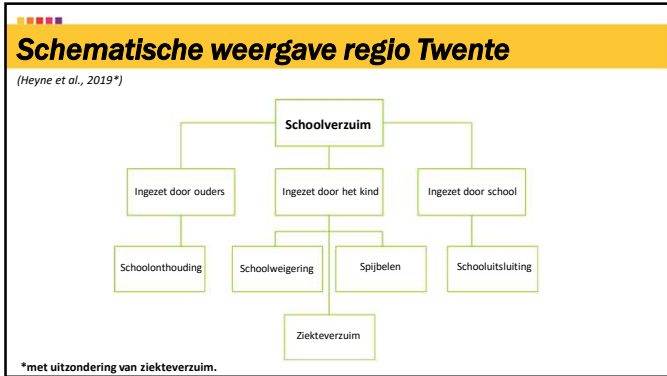 Schematische weergave regio Twente
(Heyne et al., 2019*)
Schoolverzuim
Ingezet door ouders
Ingezet door het kind
Ingezet door school
Schoolonthouding
Schoolweigering
Spijbelen
Schooluitsluiting
Ziekteverzuim
*met uitzondering van ziekteverzuim.